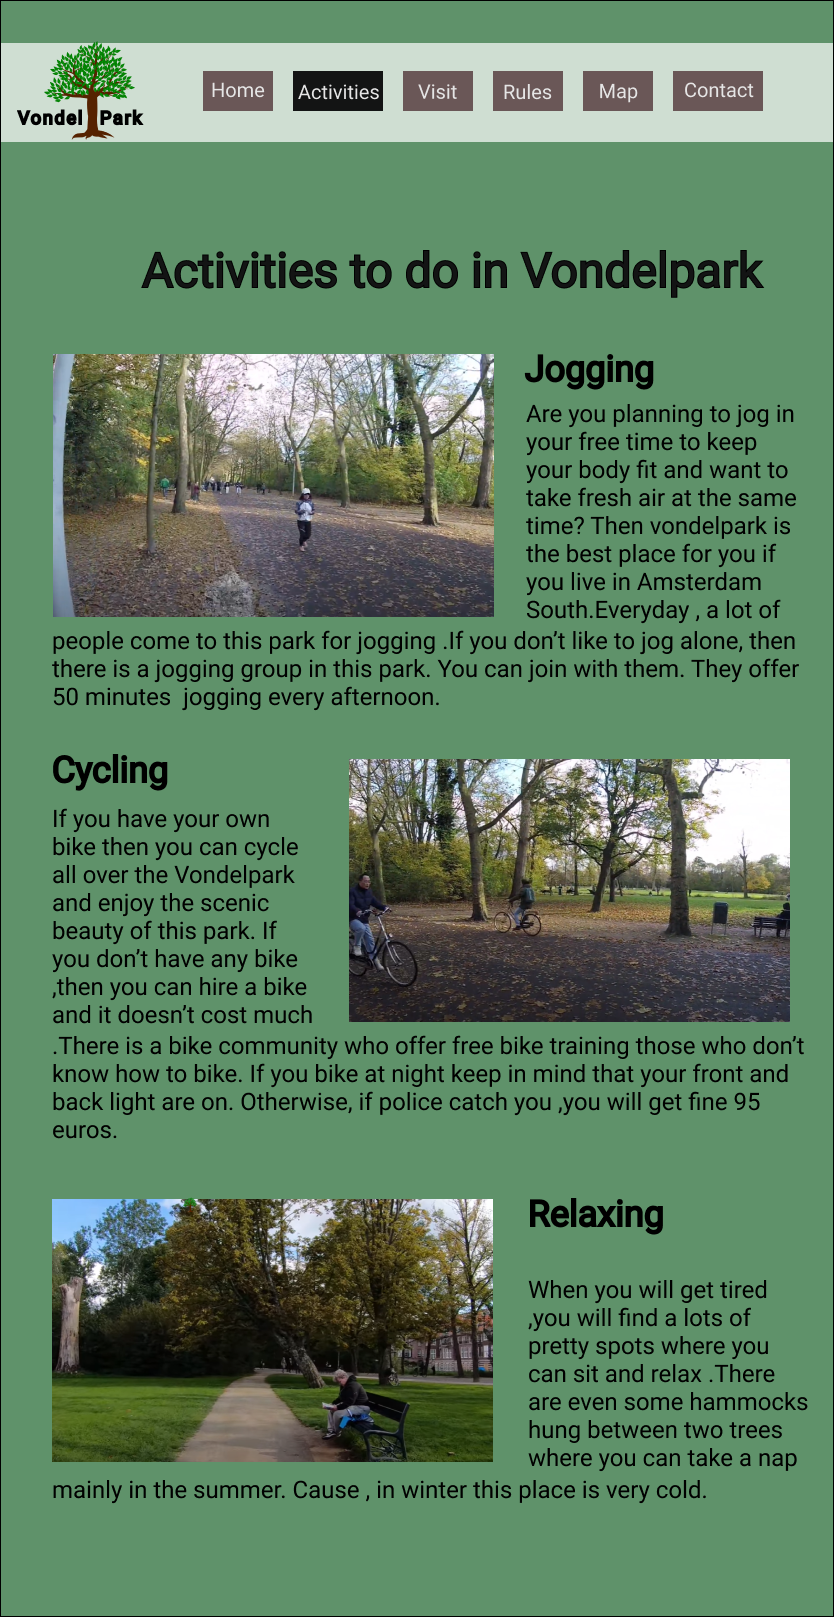 Vondel Park
Home
Activities
Visit
Rules
Map
Contact
Activities to do in Vondelpark
Jogging
Are you planning to jog in
your free time to keep
your body fit and want to
take fresh air at the same
time? Then vondelpark is
the best place for you if
you live in Amsterdam
South.Everyday , a lot of
people come to this park for jogging .If you don’t like to jog alone, then
there is a jogging group in this park. You can join with them. They offer
50 minutes  jogging every afternoon.
Cycling
If you have your own
bike then you can cycle
all over the Vondelpark
and enjoy the scenic
beauty of this park. If
you don’t have any bike
,then you can hire a bike
and it doesn’t cost much
.There is a bike community who offer free bike training those who don’t
know how to bike. If you bike at night keep in mind that your front and
back light are on. Otherwise, if police catch you ,you will get fine 95
euros.
Relaxing
When you will get tired
,you will find a lots of
pretty spots where you
can sit and relax .There
are even some hammocks
hung between two trees
where you can take a nap
mainly in the summer. Cause , in winter this place is very cold.